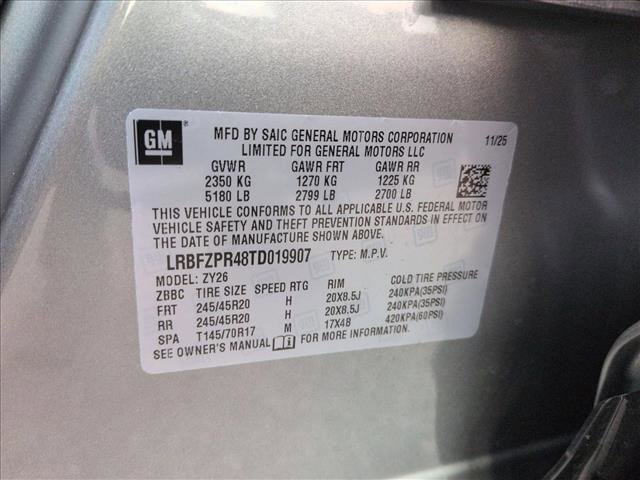 GM
MFD BY SAIC GENERAL MOTORS CORPORATION 11/25
LIMITED FOR GENERAL MOTORS LLC
GVWR GAWR FRT GAWR RR
2350 KG 1270 KG 1225 KG
5180 LB 2799 LB 2700 LB
THIS VEHICLE CONFORMS TO ALL APPLICABLE U.S. FEDERAL MOTOR
VEHICLE SAFETY AND THEFT PREVENTION STANDARDS IN EFFECT ON
THE DATE OF MANUFACTURE SHOWN ABOVE.
LRBFZPR48TD019907 TYPE: M.P.V.
MODEL: ZY26
ZBBC TIRE SIZE SPEED RTG RIM COLD TIRE PRESSURE
FRT 245/45R20 H 20X8.5J 240KPA(35PSI)
RR 245/45R20 H 20X8.5J 240KPA(35PSI)
SPA T145/70R17 M 17X4B 420KPA(60PSI)
SEE OWNER'S MANUAL i FOR MORE INFORMATION.